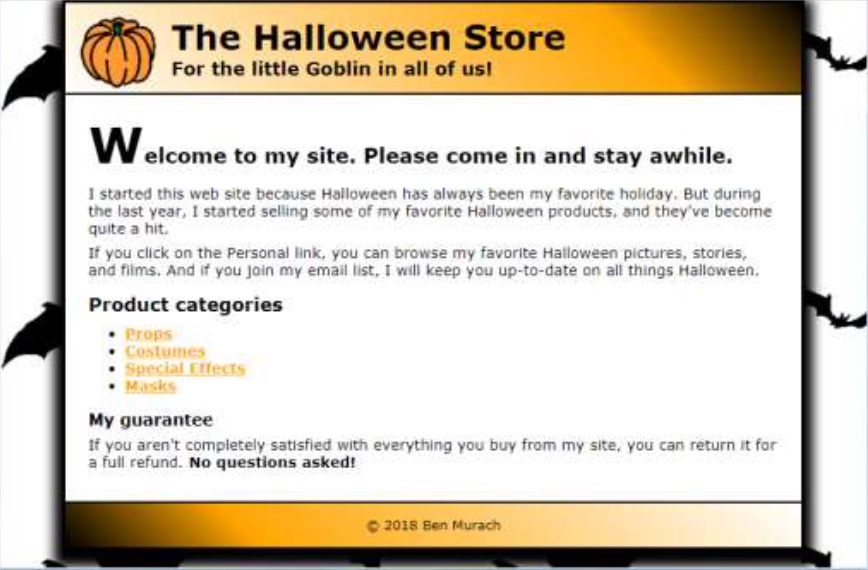 The Halloween Store
For the little Goblin in all of us!
Welcome to my site. Please come in and stay awhile.
I started this web site because Halloween has always been my favorite holiday. But during
the last year, I started selling some of my favorite Halloween products, and they've become
quite a hit.
If you click on the Personal link, you can browse my favorite Halloween pictures, stories,
and films. And if you join my email list, I will keep you up-to-date on all things Halloween.
Product categories
• Props
• Costumes
• Special Effects
• Masks
My guarantee
If you aren't completely satisfied with everything you buy from my site, you can return it for
a full refund. No questions asked!
© 2018 Ben Murach